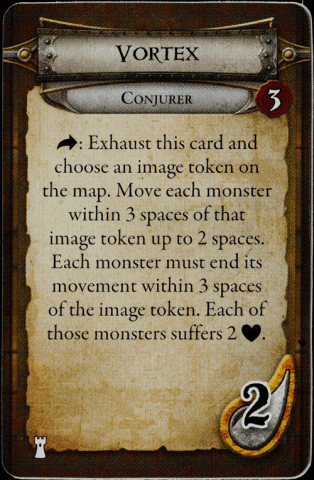 VORTEX
CONJURER
3
: Exhaust this card and
choose an image token on
the map. Move each monster
within 3 spaces of that
image token up to 2 spaces.
Each monster must end its
movement within 3 spaces
of the image token. Each of
those monsters suffers 2 ♥.
2